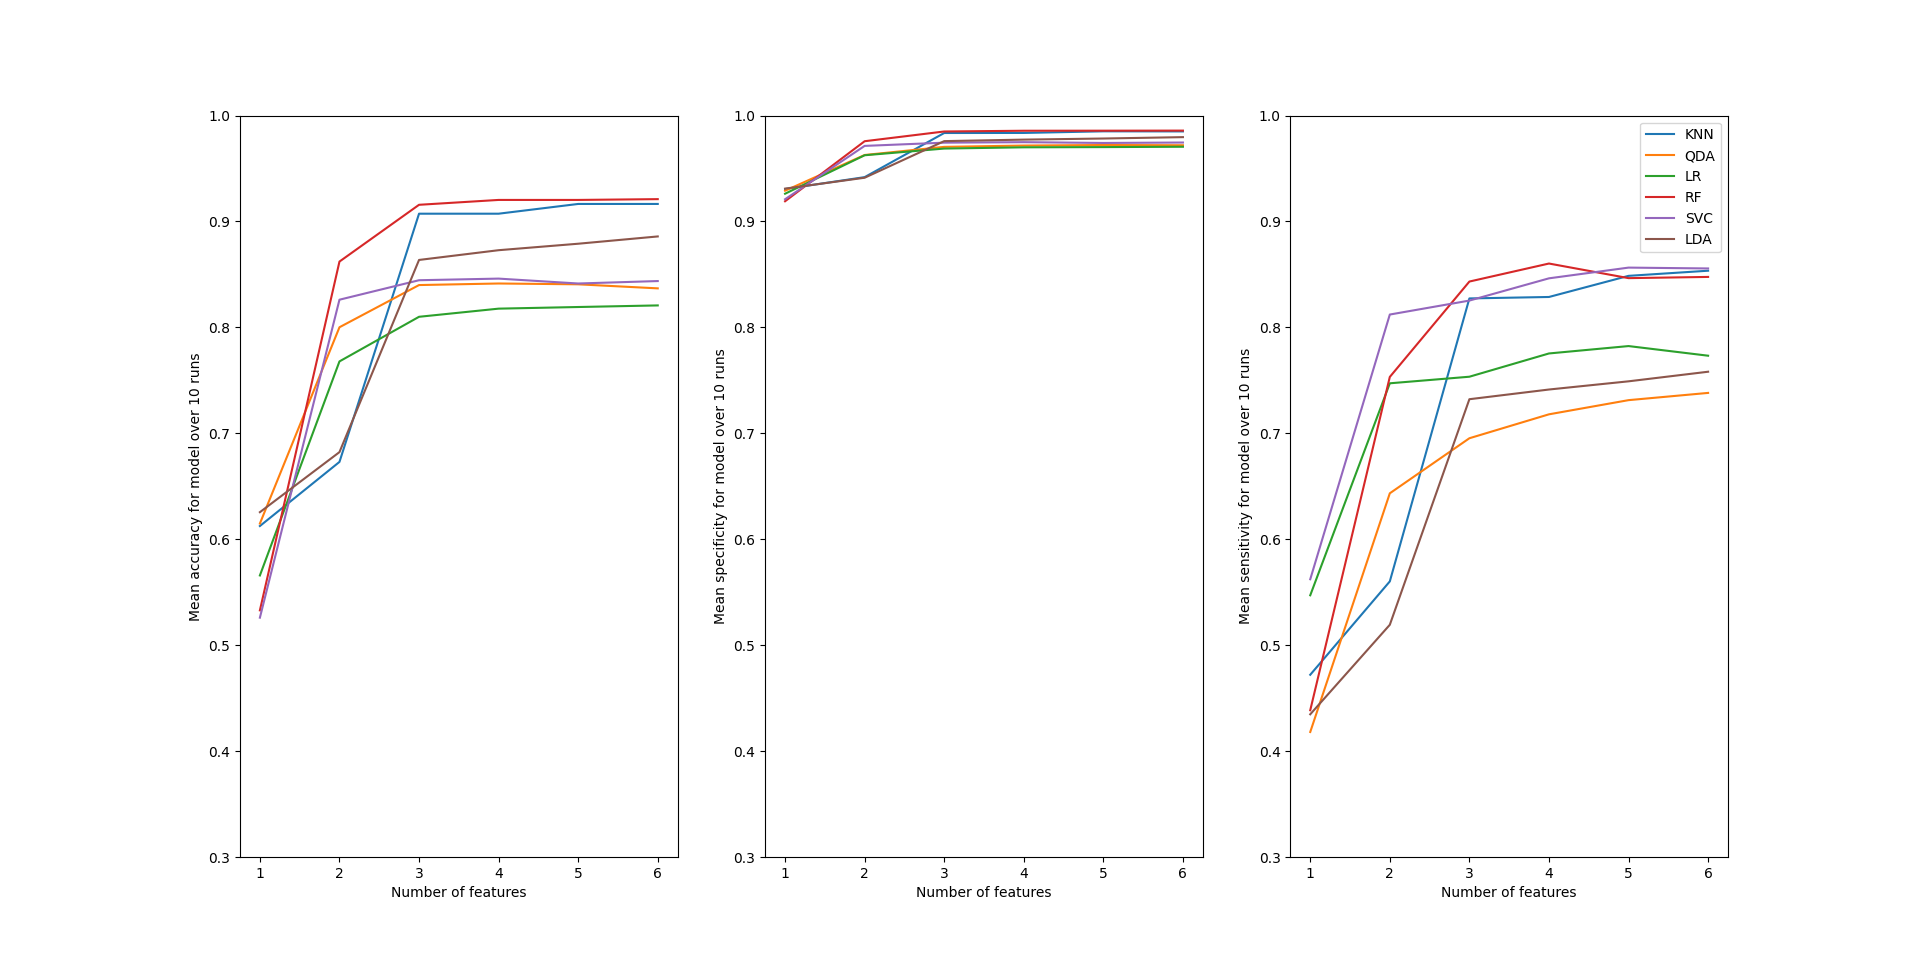 Mean accuracy for model over 10 runs
1.0
0.9
0.8
0.7
0.6
0.5
0.4
0.3
1 2 3 4 5 6
Number of features
Mean specificity for model over 10 runs
1.0
0.9
0.8
0.7
0.6
0.5
0.4
0.3
1 2 3 4 5 6
Number of features
Mean sensitivity for model over 10 runs
1.0
0.9
0.8
0.7
0.6
0.5
0.4
0.3
1 2 3 4 5 6
Number of features
KNN
QDA
LR
RF
SVC
LDA